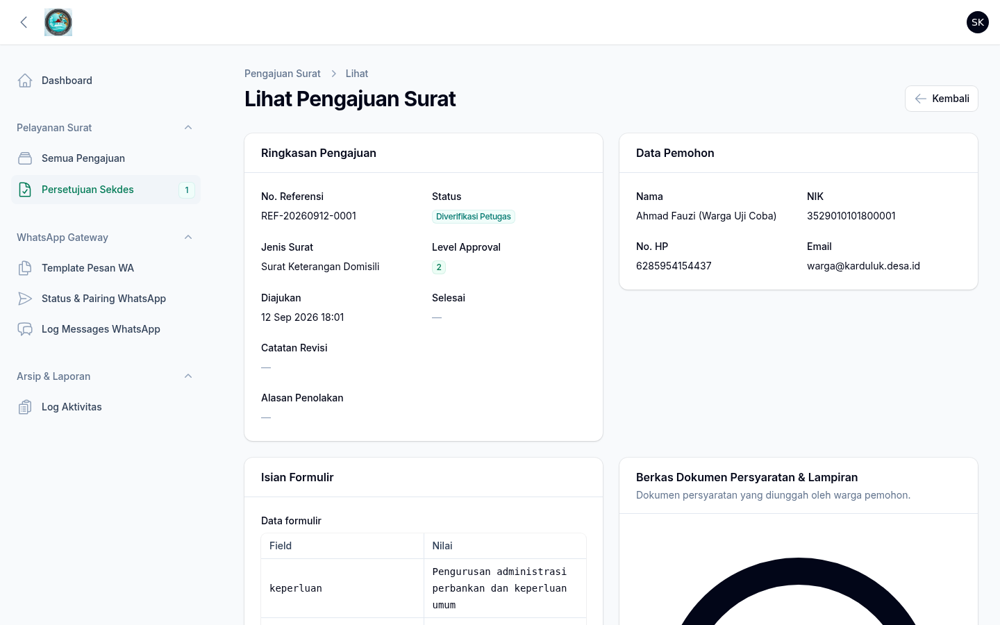 SK
Dashboard
Pelayanan Surat
Semua Pengajuan
Persetujuan Sekdes 1
WhatsApp Gateway
Template Pesan WA
Status & Pairing WhatsApp
Log Messages WhatsApp
Arsip & Laporan
Log Aktivitas
Pengajuan Surat > Lihat
Lihat Pengajuan Surat
Kembali
Ringkasan Pengajuan
No. Referensi Status
REF-20260912-0001 Diverifikasi Petugas
Jenis Surat Level Approval
Surat Keterangan Domisili 2
Diajukan Selesai
12 Sep 2026 18:01 —
Catatan Revisi
—
Alasan Penolakan
—
Data Pemohon
Nama NIK
Ahmad Fauzi (Warga Uji Coba) 3529010101800001
No. HP Email
6285954154437 warga@karduluk.desa.id
Isian Formulir
Data formulir
Field Nilai
keperluan
Pengurusan administrasi
perbankan dan keperluan
umum
Berkas Dokumen Persyaratan & Lampiran
Dokumen persyaratan yang diunggah oleh warga pemohon.